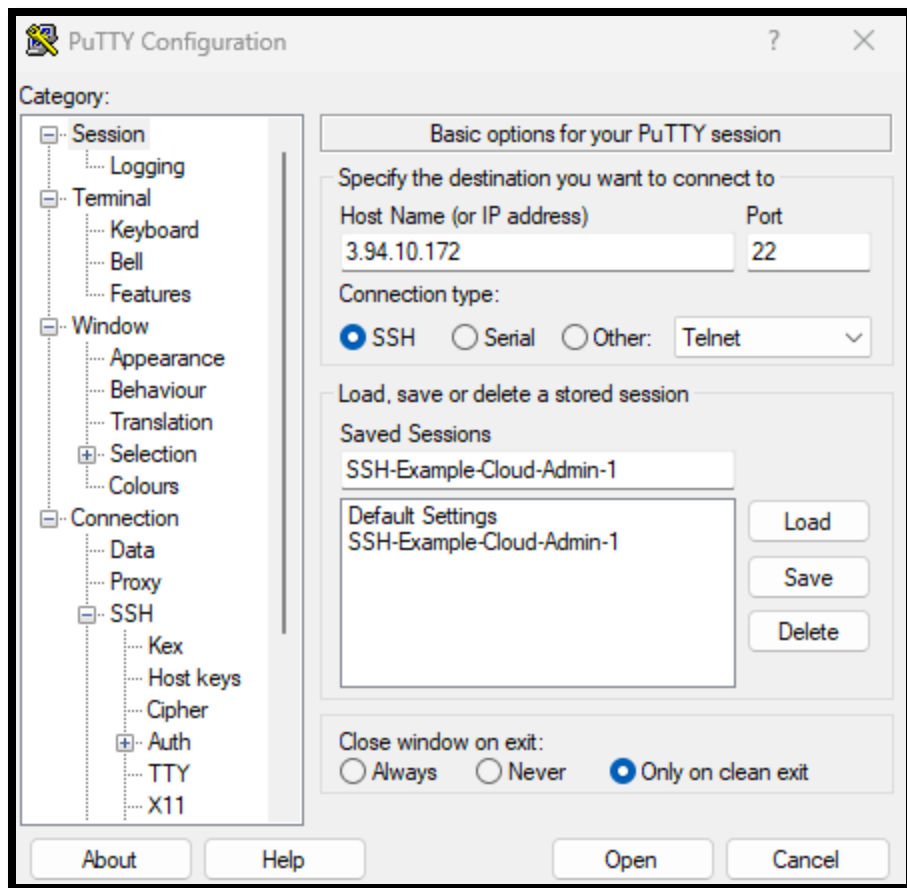 PuTTY Configuration
?
Category:
Session
Logging
Terminal
Keyboard
Bell
Features
Window
Appearance
Behaviour
Translation
Selection
Colours
Connection
Data
Proxy
SSH
Kex
Host keys
Cipher
Auth
TTY
X11
Basic options for your PuTTY session
Specify the destination you want to connect to
Host Name (or IP address) Port
3.94.10.172 22
Connection type:
SSH Serial Other: Telnet
Load, save or delete a stored session
Saved Sessions
SSH-Example-Cloud-Admin-1
Default Settings
SSH-Example-Cloud-Admin-1
Load
Save
Delete
Close window on exit:
Always Never Only on clean exit
About Help Open Cancel